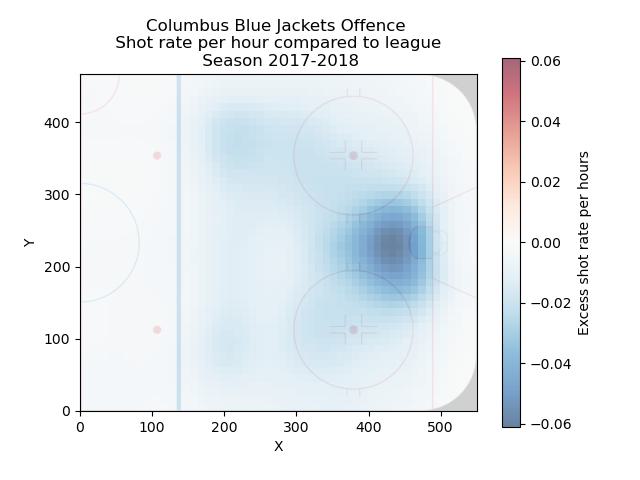 Columbus Blue Jackets Offence
Shot rate per hour compared to league
Season 2017-2018
400
300
200
100
0
Y
0 100 200 300 400 500
X
0.06
0.04
0.02
0.00
−0.02
−0.04
−0.06
Excess shot rate per hours